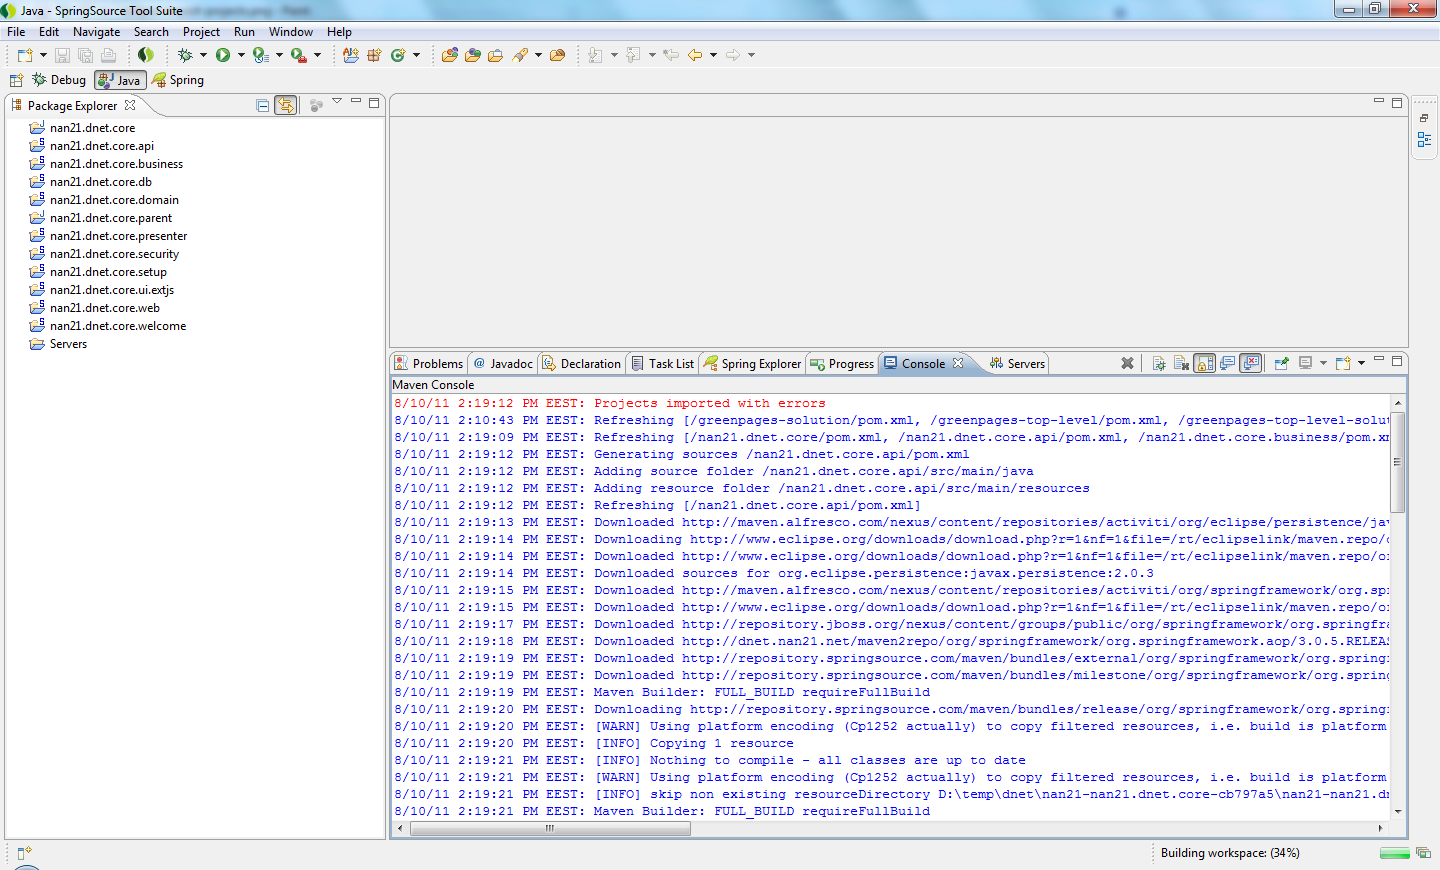 Java - SpringSource Tool Suite
File Edit Navigate Search Project Run Window Help
Debug Java Spring
Package Explorer
nan21.dnet.core
nan21.dnet.core.api
nan21.dnet.core.business
nan21.dnet.core.db
nan21.dnet.core.domain
nan21.dnet.core.parent
nan21.dnet.core.presenter
nan21.dnet.core.security
nan21.dnet.core.setup
nan21.dnet.core.ui.extjs
nan21.dnet.core.web
nan21.dnet.core.welcome
Servers
Problems Javadoc Declaration Task List Spring Explorer Progress Console Servers
Maven Console
8/10/11 2:19:12 PM EEST: Projects imported with errors
8/10/11 2:10:43 PM EEST: Refreshing [/greenpages-solution/pom.xml, /greenpages-top-level/pom.xml, /greenpages-top-level-solut
8/10/11 2:19:09 PM EEST: Refreshing [/nan21.dnet.core/pom.xml, /nan21.dnet.core.api/pom.xml, /nan21.dnet.core.business/pom.xm
8/10/11 2:19:12 PM EEST: Generating sources /nan21.dnet.core.api/pom.xml
8/10/11 2:19:12 PM EEST: Adding source folder /nan21.dnet.core.api/src/main/java
8/10/11 2:19:12 PM EEST: Adding resource folder /nan21.dnet.core.api/src/main/resources
8/10/11 2:19:12 PM EEST: Refreshing [/nan21.dnet.core.api/pom.xml]
8/10/11 2:19:13 PM EEST: Downloaded http://maven.alfresco.com/nexus/content/repositories/activiti/org/eclipse/persistence/jav
8/10/11 2:19:14 PM EEST: Downloading http://www.eclipse.org/downloads/download.php?r=1&nf=1&file=/rt/eclipselink/maven.repo/o
8/10/11 2:19:14 PM EEST: Downloaded http://www.eclipse.org/downloads/download.php?r=1&nf=1&file=/rt/eclipselink/maven.repo/or
8/10/11 2:19:14 PM EEST: Downloaded sources for org.eclipse.persistence:javax.persistence:2.0.3
8/10/11 2:19:15 PM EEST: Downloaded http://maven.alfresco.com/nexus/content/repositories/activiti/org/springframework/org.spr
8/10/11 2:19:15 PM EEST: Downloaded http://www.eclipse.org/downloads/download.php?r=1&nf=1&file=/rt/eclipselink/maven.repo/or
8/10/11 2:19:17 PM EEST: Downloaded http://repository.jboss.org/nexus/content/groups/public/org/springframework/org.springfram
8/10/11 2:19:18 PM EEST: Downloaded http://dnet.nan21.net/maven2repo/org/springframework/org.springframework.aop/3.0.5.RELEAS
8/10/11 2:19:19 PM EEST: Downloaded http://repository.springsource.com/maven/bundles/external/org/springframework/org.spring
8/10/11 2:19:19 PM EEST: Downloaded http://repository.springsource.com/maven/bundles/milestone/org/springframework/org.spring
8/10/11 2:19:19 PM EEST: Maven Builder: FULL_BUILD requireFullBuild
8/10/11 2:19:20 PM EEST: Downloading http://repository.springsource.com/maven/bundles/release/org/springframework/org.spring
8/10/11 2:19:20 PM EEST: [WARN] Using platform encoding (Cp1252 actually) to copy filtered resources, i.e. build is platform
8/10/11 2:19:20 PM EEST: [INFO] Copying 1 resource
8/10/11 2:19:21 PM EEST: [INFO] Nothing to compile - all classes are up to date
8/10/11 2:19:21 PM EEST: [WARN] Using platform encoding (Cp1252 actually) to copy filtered resources, i.e. build is platform
8/10/11 2:19:21 PM EEST: [INFO] skip non existing resourceDirectory D:\temp\dnet\nan21-nan21.dnet.core-cb797a5\nan21-nan21.dn
8/10/11 2:19:21 PM EEST: Maven Builder: FULL_BUILD requireFullBuild
Building workspace: (34%)